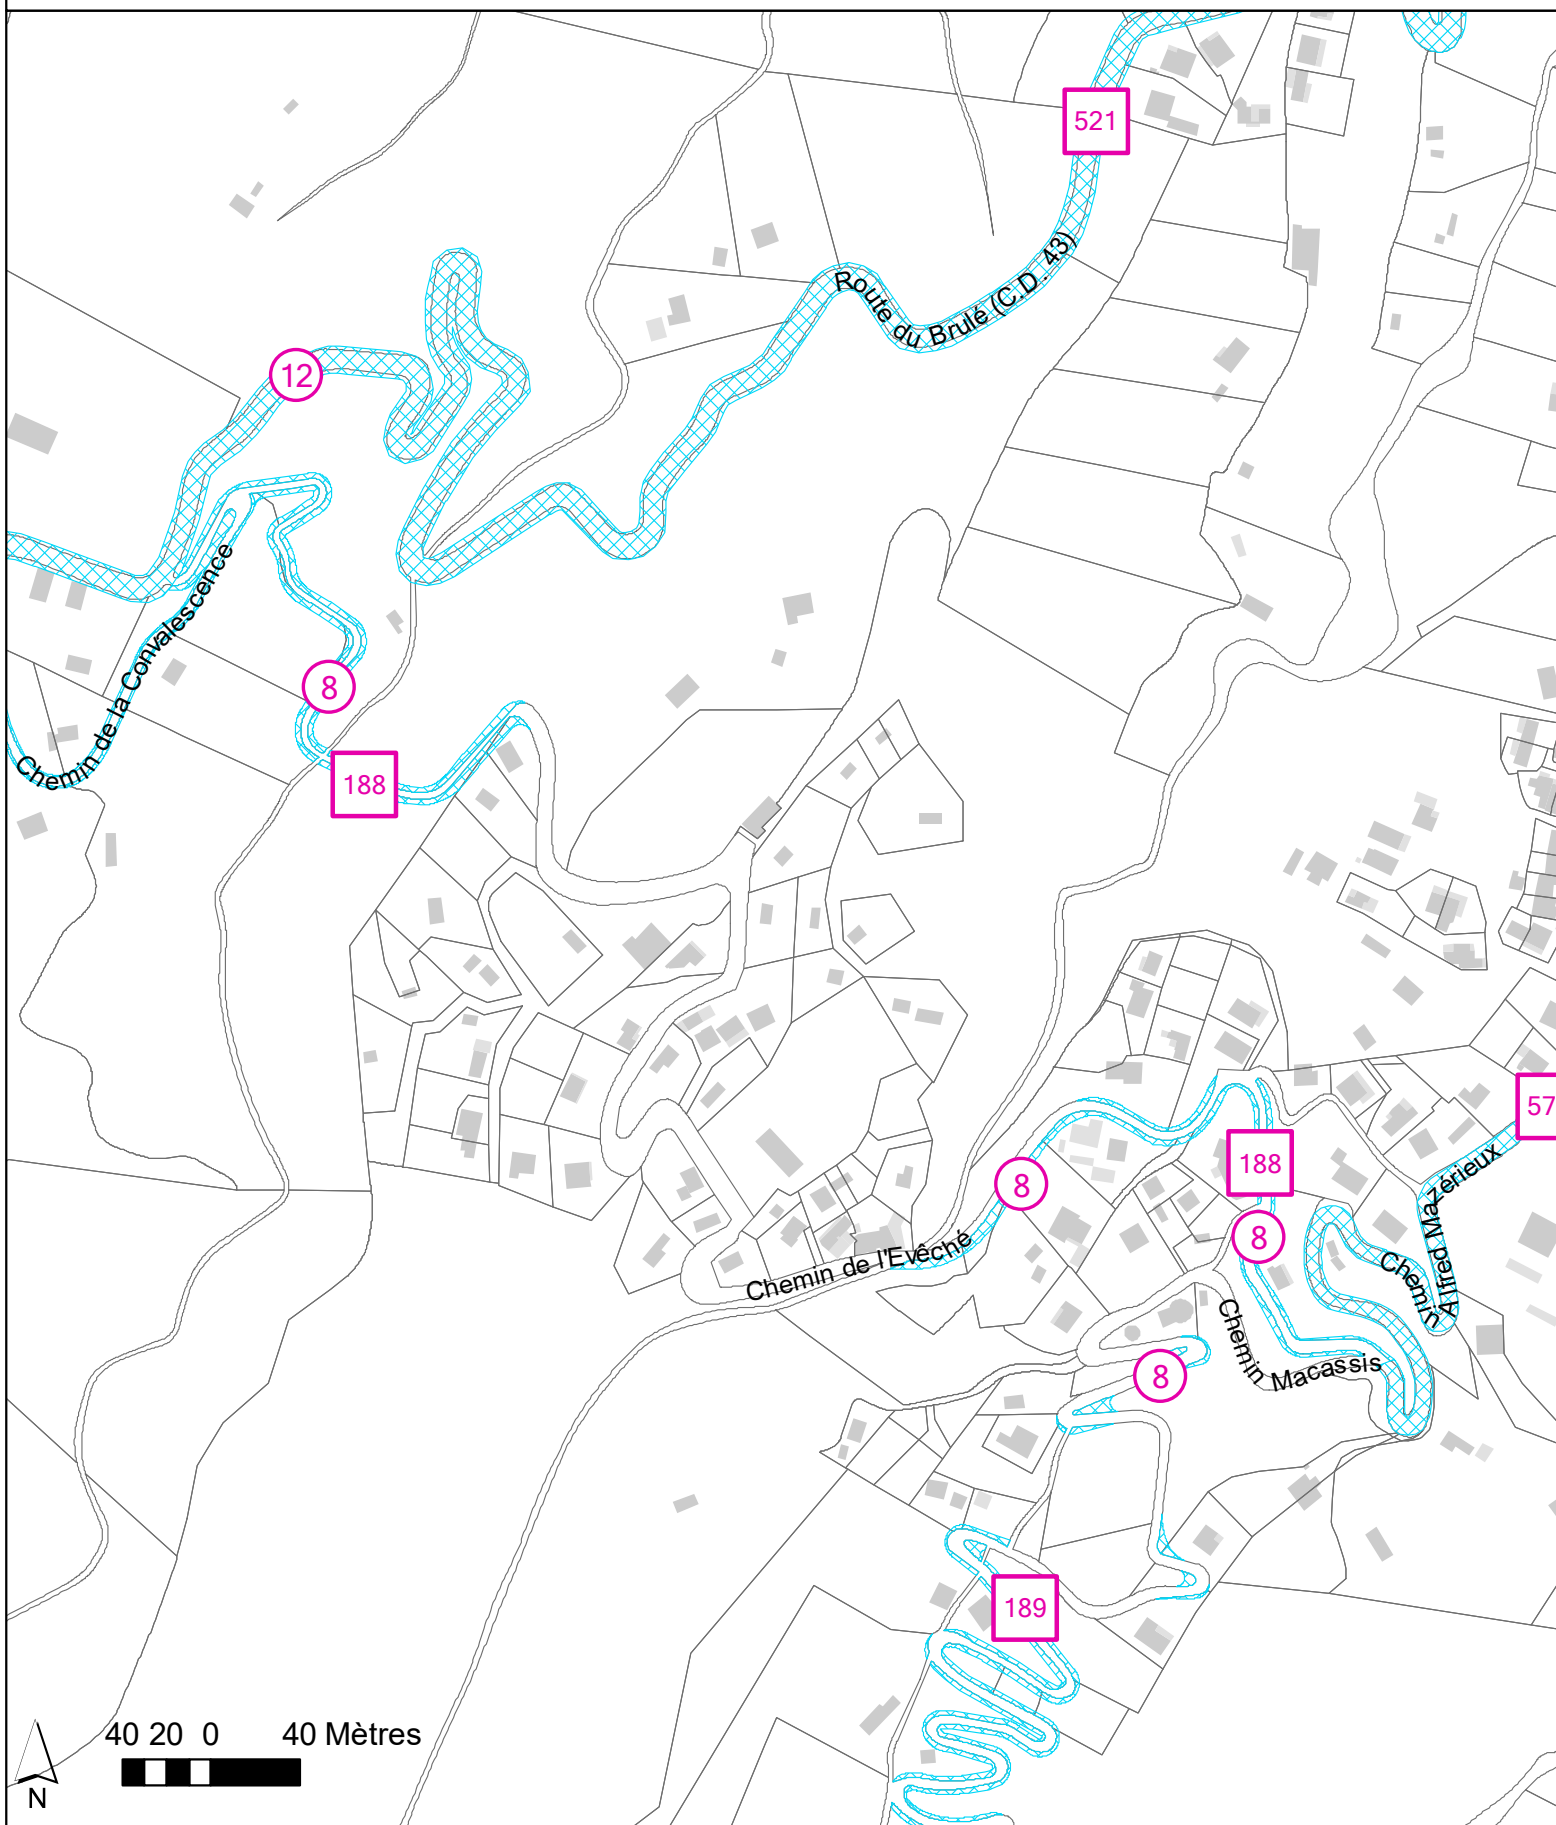 521
Route du Brulé (C.D. 43)
12
Chemin de la Convalescence
8
188
57
188
8
8
Chemin de l'Evêché
Chemin Alfred Mazérieux
Chemin Macassis
8
189
40 20 0 40 Mètres
N